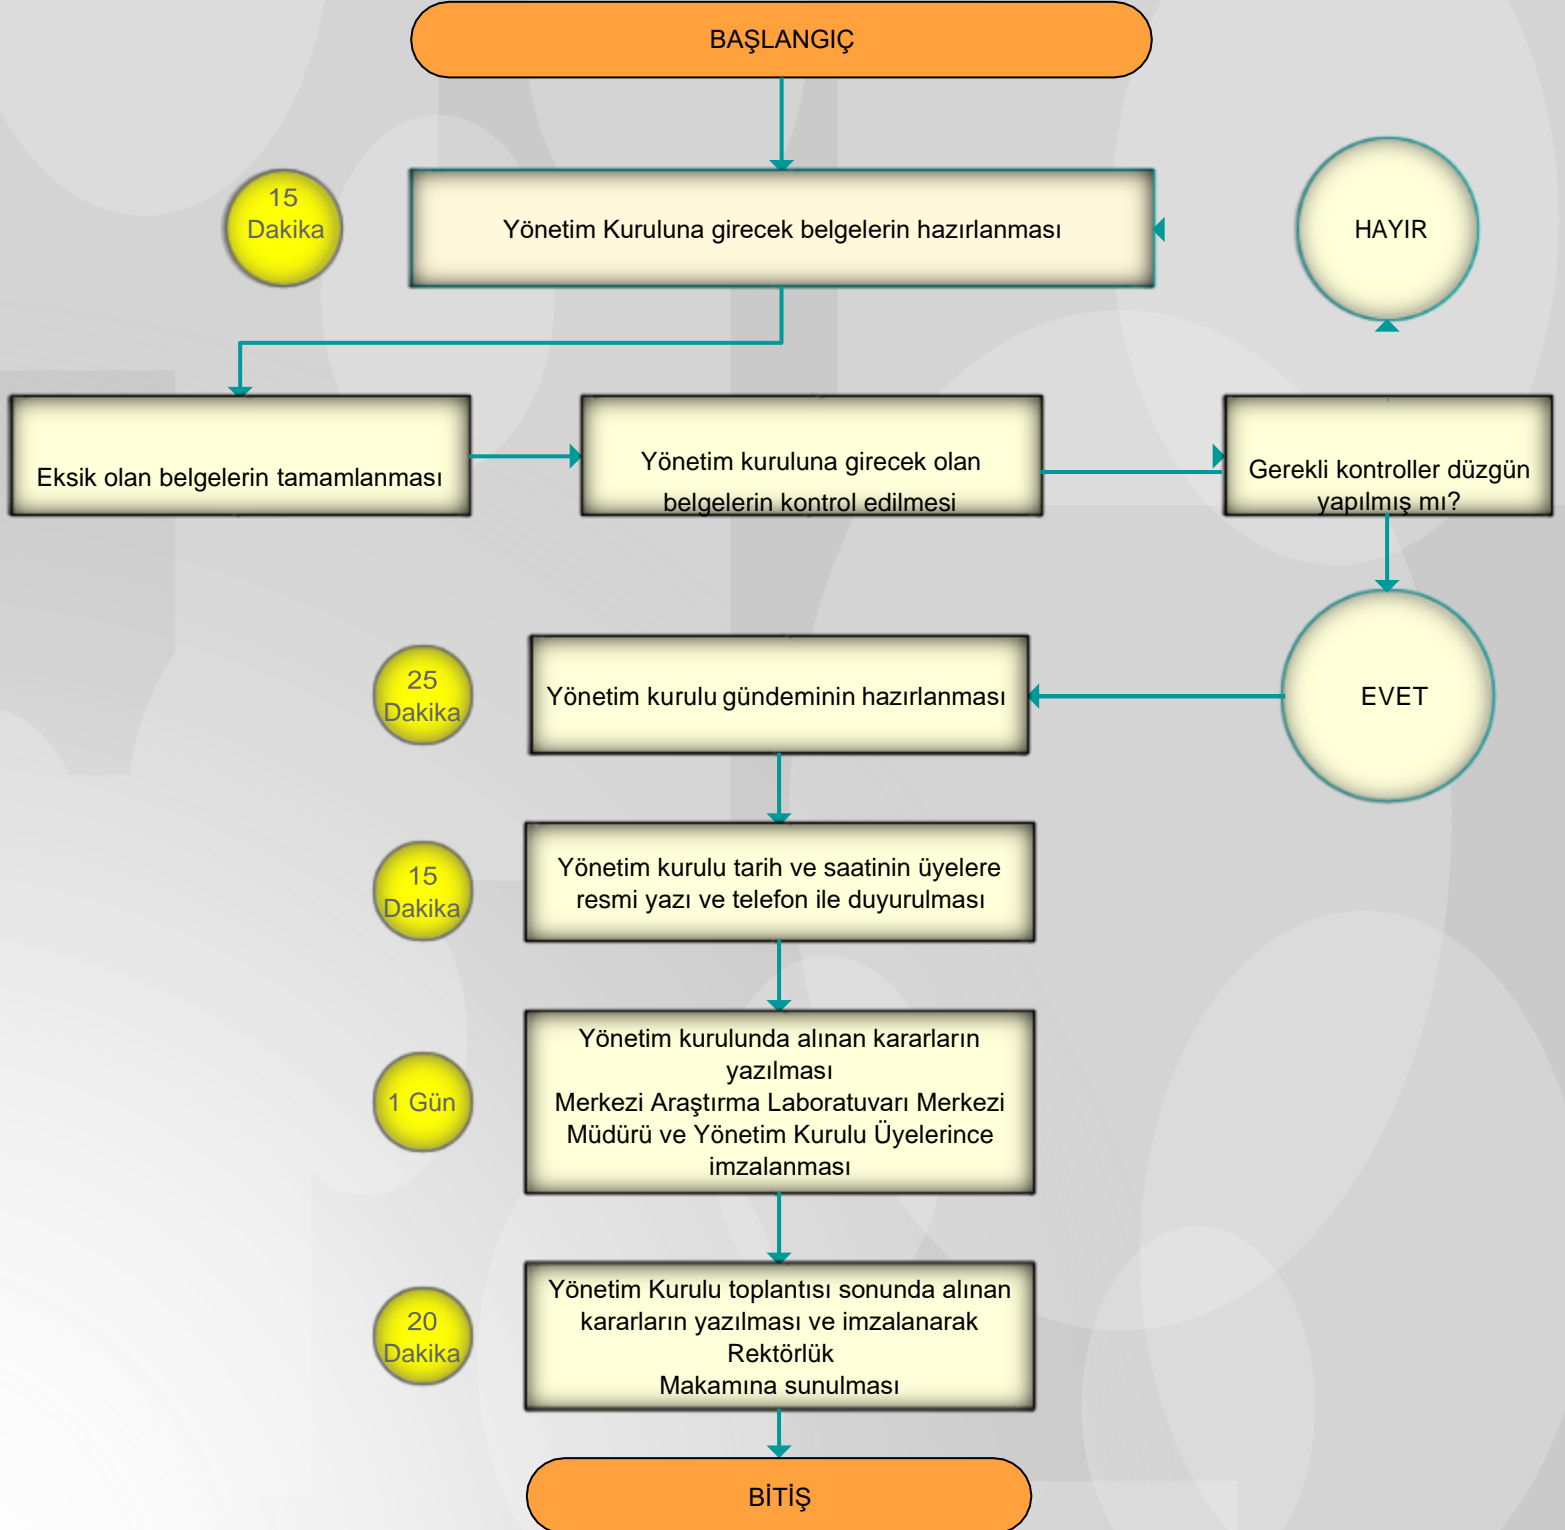 BAŞLANGIÇ
15
Dakika
Yönetim Kuruluna girecek belgelerin hazırlanması
HAYIR
Eksik olan belgelerin tamamlanması
Yönetim kuruluna girecek olan
belgelerin kontrol edilmesi
Gerekli kontroller düzgün
yapılmış mı?
25
Dakika
Yönetim kurulu gündeminin hazırlanması
EVET
15
Dakika
Yönetim kurulu tarih ve saatinin üyelere
resmi yazı ve telefon ile duyurulması
1 Gün
Yönetim kurulunda alınan kararların
yazılması
Merkezi Araştırma Laboratuvarı Merkezi
Müdürü ve Yönetim Kurulu Üyelerince
imzalanması
20
Dakika
Yönetim Kurulu toplantısı sonunda alınan
kararların yazılması ve imzalanarak
Rektörlük
Makamına sunulması
BİTİŞ